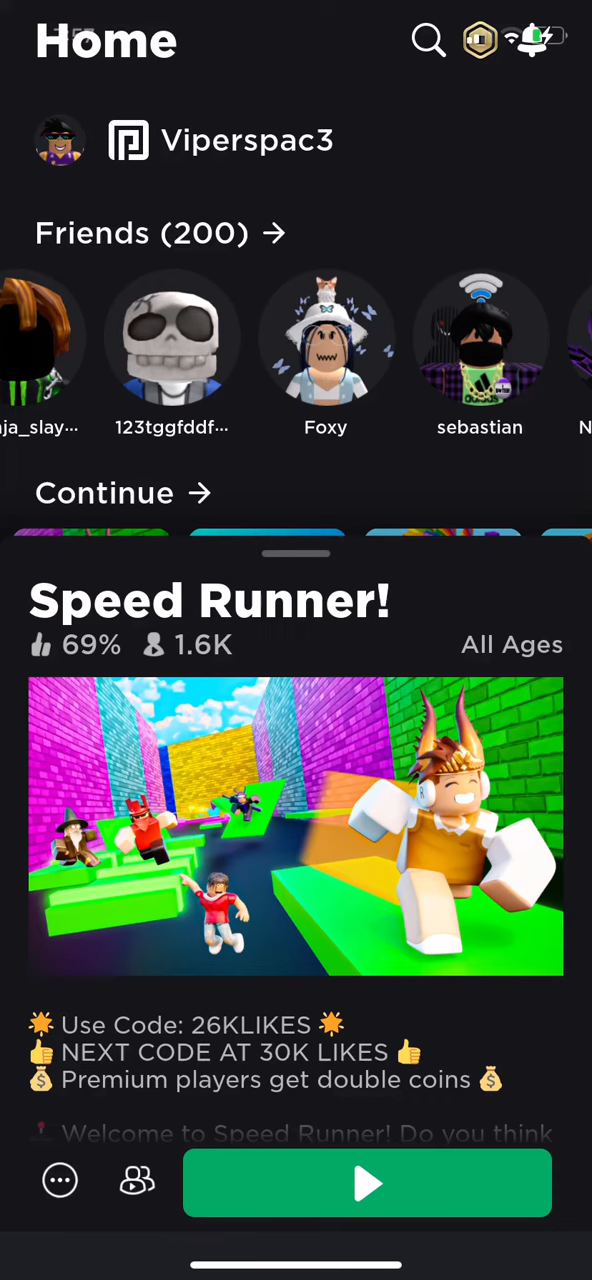 Home
Viperspac3
Friends (200) →
ja_slay...
123tggfddf...
Foxy
sebastian
N
Continue →
Speed Runner!
69% 1.6K All Ages
🌟 Use Code: 26KLIKES 🌟
👍 NEXT CODE AT 30K LIKES 👍
💰 Premium players get double coins 💰
🕹️ Welcome to Speed Runner! Do you think